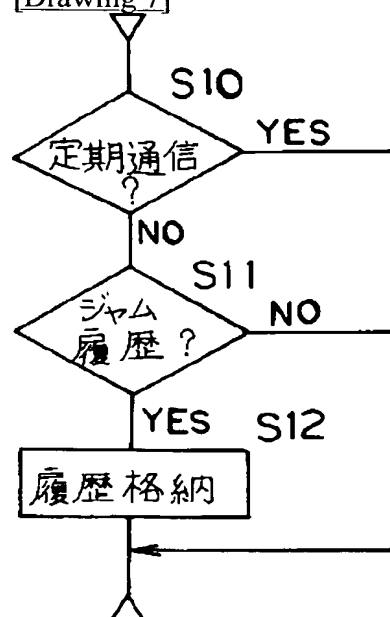 [Drawing 7]
S10
定期通信
?
YES
NO
S11
ジャム
履歴?
NO
YES
S12
履歴格納